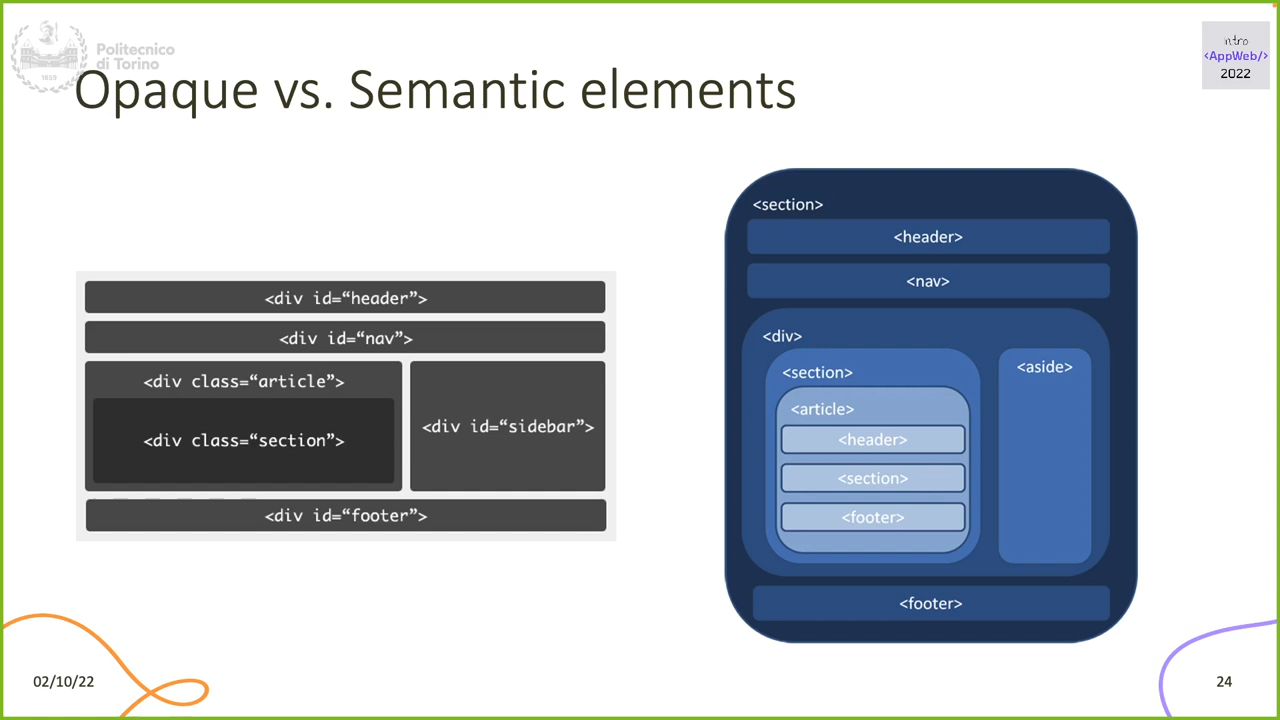 Politecnico
di Torino
1859
Opaque vs. Semantic elements
intro
<AppWeb/>
2022
<div id=“header”>
<div id=“nav”>
<div class=“article”>
<div class=“section”>
<div id=“sidebar”>
<div id=“footer”>
<section>
<header>
<nav>
<div>
<section>
<article>
<header>
<section>
<footer>
<aside>
<footer>
02/10/22
24